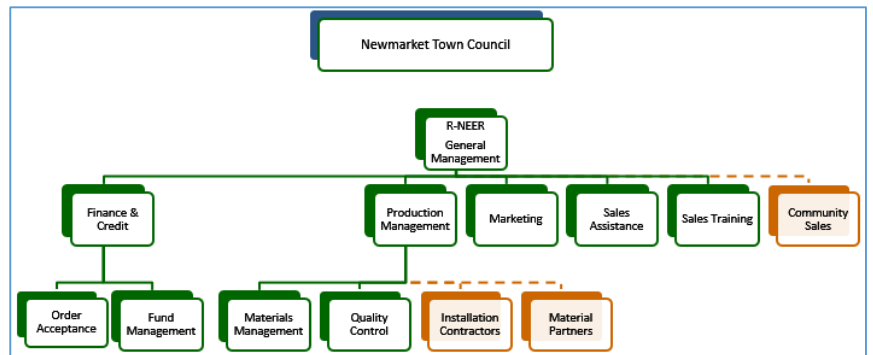 Newmarket Town Council
R-NEER
General
Management
Finance &
Credit
Production
Management
Marketing
Sales
Assistance
Sales Training
Community
Sales
Order
Acceptance
Fund
Management
Materials
Management
Quality
Control
Installation
Contractors
Material
Partners